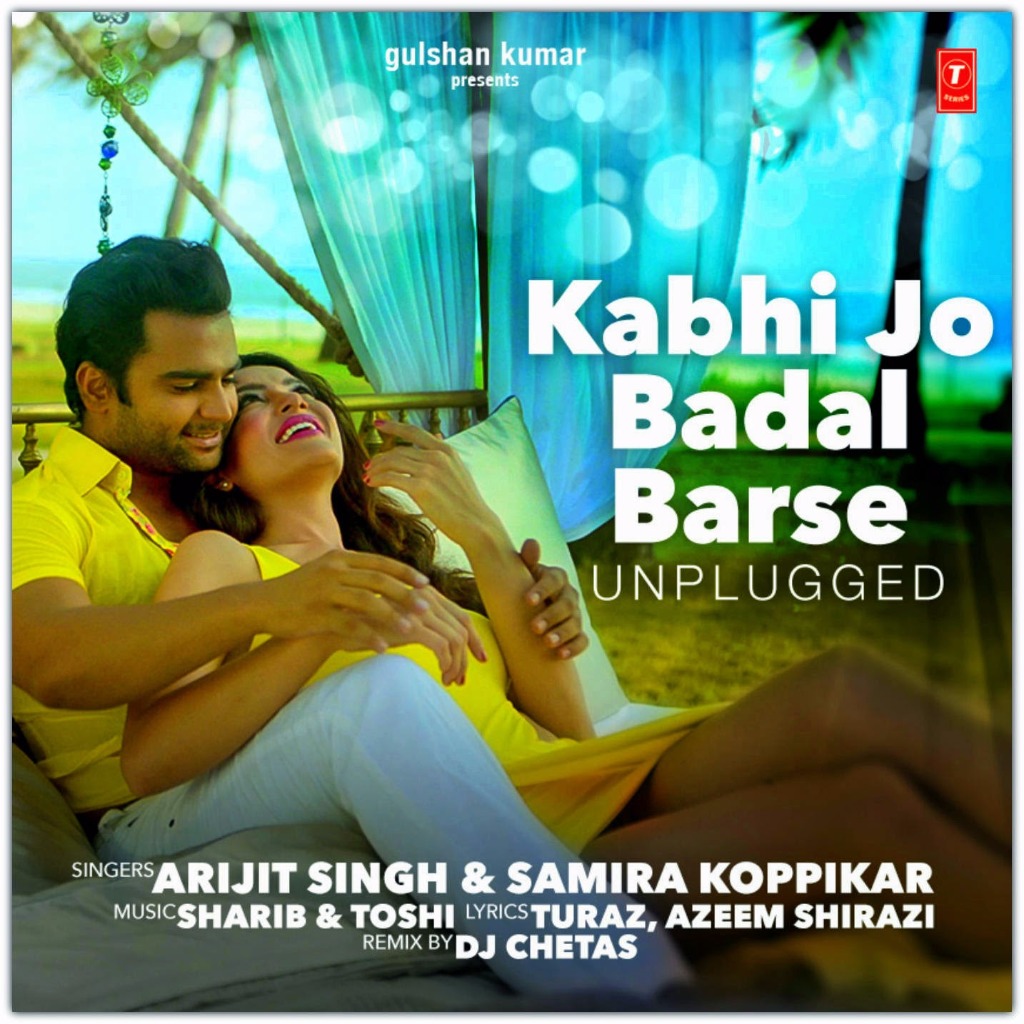 gulshan kumar
presents
T
SERIES
Kabhi Jo
Badal
Barse
UNPLUGGED
SINGERS ARIJIT SINGH & SAMIRA KOPPIKAR
MUSIC SHARIB & TOSHI LYRICS TURAZ, AZEEM SHIRAZI
REMIX BY DJ CHETAS